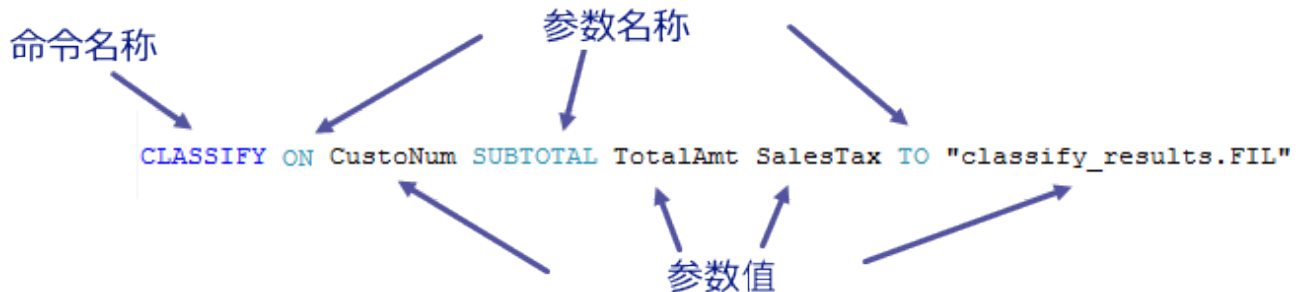 参数名称
命令名称
CLASSIFY ON CustoNum SUBTOTAL TotalAmt SalesTax TO "classify_results.FIL"
参数值